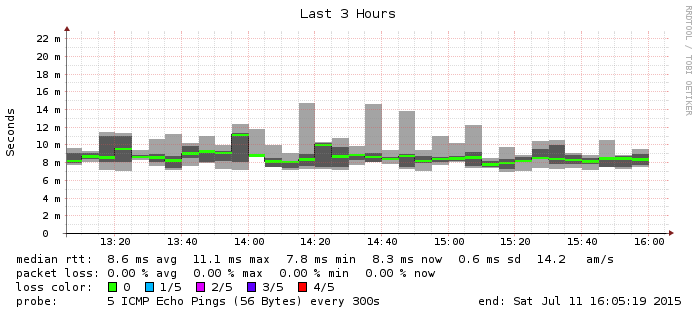 Last 3 Hours
RRDTOOL / TOBI OETIKER
Seconds
22 m
20 m
18 m
16 m
14 m
12 m
10 m
8 m
6 m
4 m
2 m
0
13:20 13:40 14:00 14:20 14:40 15:00 15:20 15:40 16:00
median rtt: 8.6 ms avg 11.1 ms max 7.8 ms min 8.3 ms now 0.6 ms sd 14.2 am/s
packet loss: 0.00 % avg 0.00 % max 0.00 % min 0.00 % now
loss color: 0 1/5 2/5 3/5 4/5
probe: 5 ICMP Echo Pings (56 Bytes) every 300s end: Sat Jul 11 16:05:19 2015